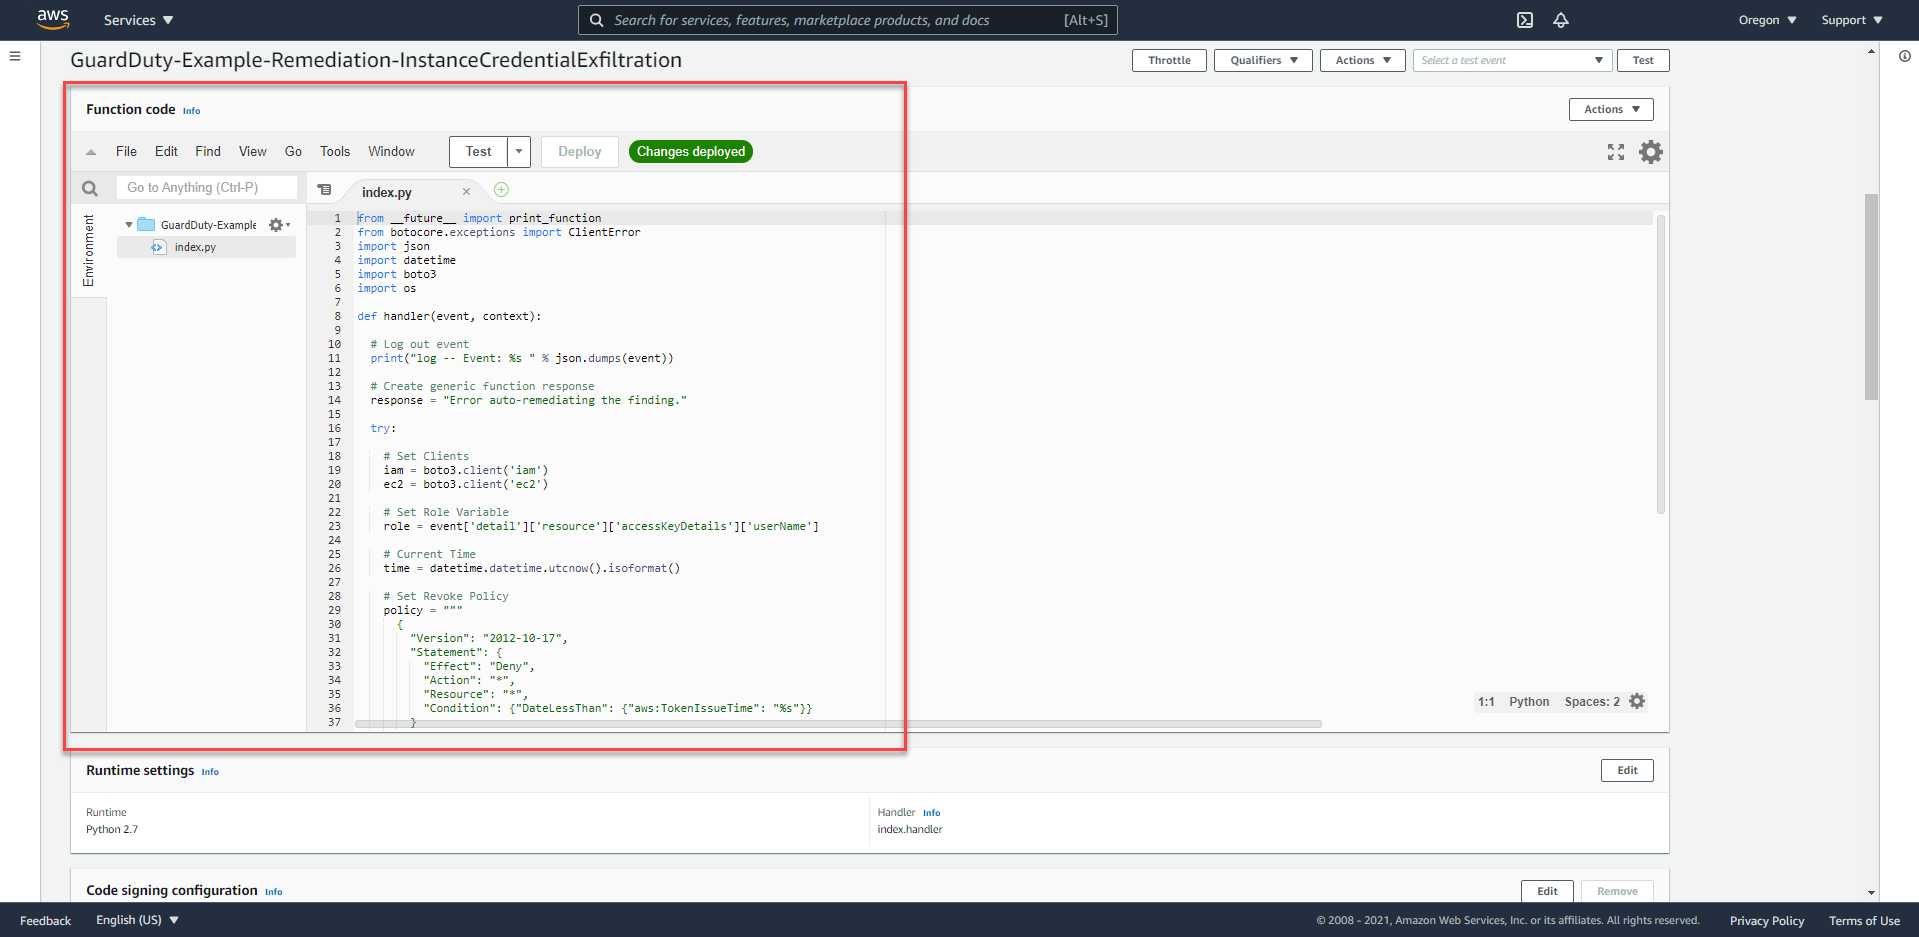 aws Services Search for services, features, marketplace products, and docs [Alt+S] Oregon Support
GuardDuty-Example-Remediation-InstanceCredentialExfiltration Throttle Qualifiers Actions Select a test event Test
Function code Info Actions
File Edit Find View Go Tools Window Test Deploy Changes deployed
Go to Anything (Ctrl-P) index.py
Environment
GuardDuty-Example
index.py
1 from __future__ import print_function
2 from botocore.exceptions import ClientError
3 import json
4 import datetime
5 import boto3
6 import os
7
8 def handler(event, context):
9
10 # Log out event
11 print("log -- Event: %s " % json.dumps(event))
12
13 # Create generic function response
14 response = "Error auto-remediating the finding."
15
16 try:
17
18 # Set Clients
19 iam = boto3.client('iam')
20 ec2 = boto3.client('ec2')
21
22 # Set Role Variable
23 role = event['detail']['resource']['accessKeyDetails']['userName']
24
25 # Current Time
26 time = datetime.datetime.utcnow().isoformat()
27
28 # Set Revoke Policy
29 policy = """
30 {
31 "Version": "2012-10-17",
32 "Statement": {
33 "Effect": "Deny",
34 "Action": "*",
35 "Resource": "*",
36 "Condition": {"DateLessThan": {"aws:TokenIssueTime": "%s"}}
37 }
1:1 Python Spaces: 2
Runtime settings Info Edit
Runtime
Python 2.7
Handler Info
index.handler
Code signing configuration Info Edit Remove
Feedback English (US) © 2008 - 2021, Amazon Web Services, Inc. or its affiliates. All rights reserved. Privacy Policy Terms of Use